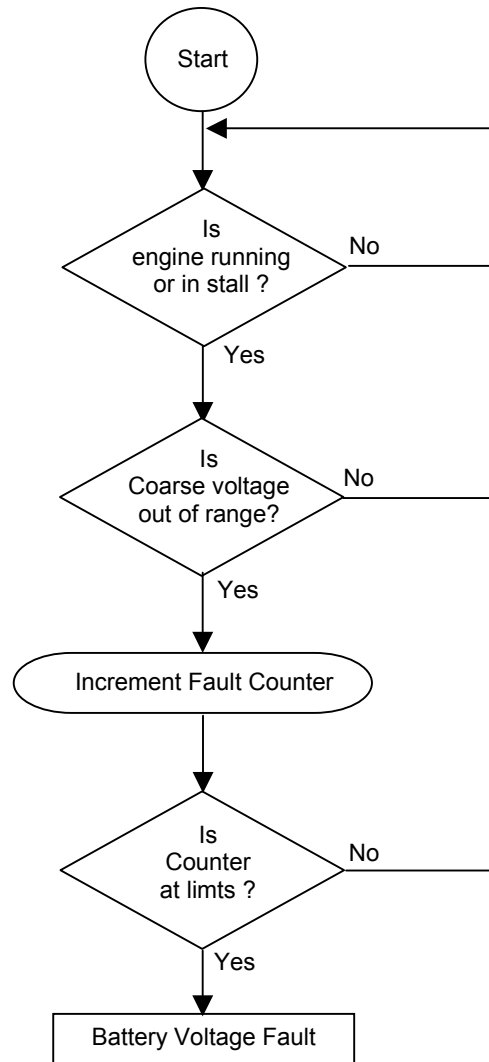 Start
Is
engine running
or in stall ?
No
Yes
Is
Coarse voltage
out of range?
No
Yes
Increment Fault Counter
Is
Counter
at limts ?
No
Yes
Battery Voltage Fault